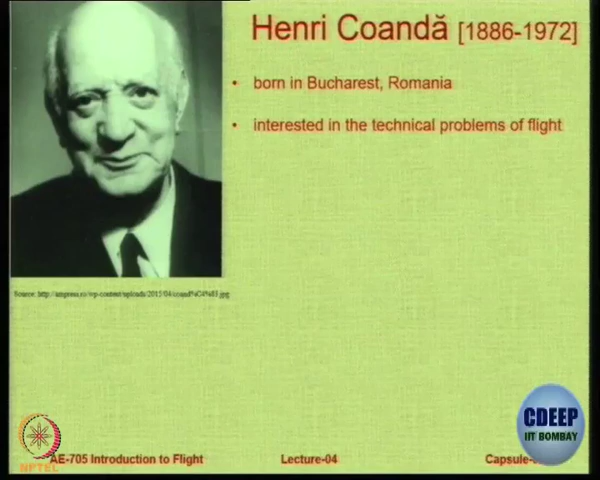 Henri Coandă [1886-1972]
• born in Bucharest, Romania
• interested in the technical problems of flight
Source:
CDEEP
IIT BOMBAY
NPTEL
AE-705 Introduction to Flight
Lecture-04